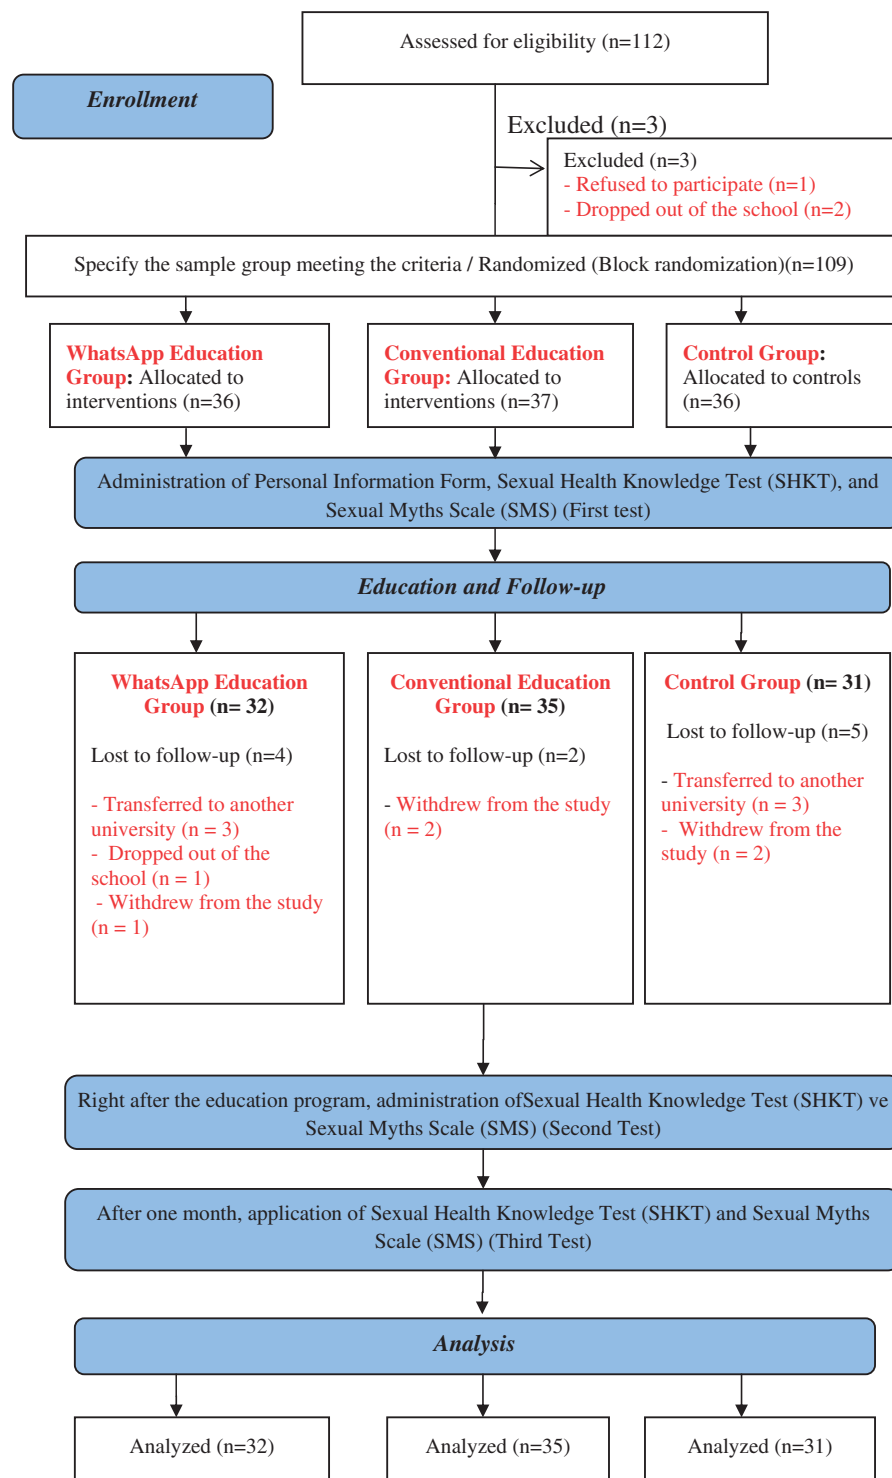 Assessed for eligibility (n=112)
Enrollment
Excluded (n=3)
Excluded (n=3)
- Refused to participate (n=1)
- Dropped out of the school (n=2)
Specify the sample group meeting the criteria / Randomized (Block randomization)(n=109)
WhatsApp Education
Group: Allocated to
interventions (n=36)
Conventional Education
Group: Allocated to
interventions (n=37)
Control Group:
Allocated to controls
(n=36)
Administration of Personal Information Form, Sexual Health Knowledge Test (SHKT), and
Sexual Myths Scale (SMS) (First test)
Education and Follow-up
WhatsApp Education
Group (n= 32)
Lost to follow-up (n=4)
- Transferred to another
university (n = 3)
- Dropped out of the
school (n = 1)
- Withdrew from the study
(n = 1)
Conventional Education
Group (n= 35)
Lost to follow-up (n=2)
- Withdrew from the study
(n = 2)
Control Group (n= 31)
Lost to follow-up (n=5)
- Transferred to another
university (n = 3)
- Withdrew from the
study (n = 2)
Right after the education program, administration ofSexual Health Knowledge Test (SHKT) ve
Sexual Myths Scale (SMS) (Second Test)
After one month, application of Sexual Health Knowledge Test (SHKT) and Sexual Myths
Scale (SMS) (Third Test)
Analysis
Analyzed (n=32)
Analyzed (n=35)
Analyzed (n=31)